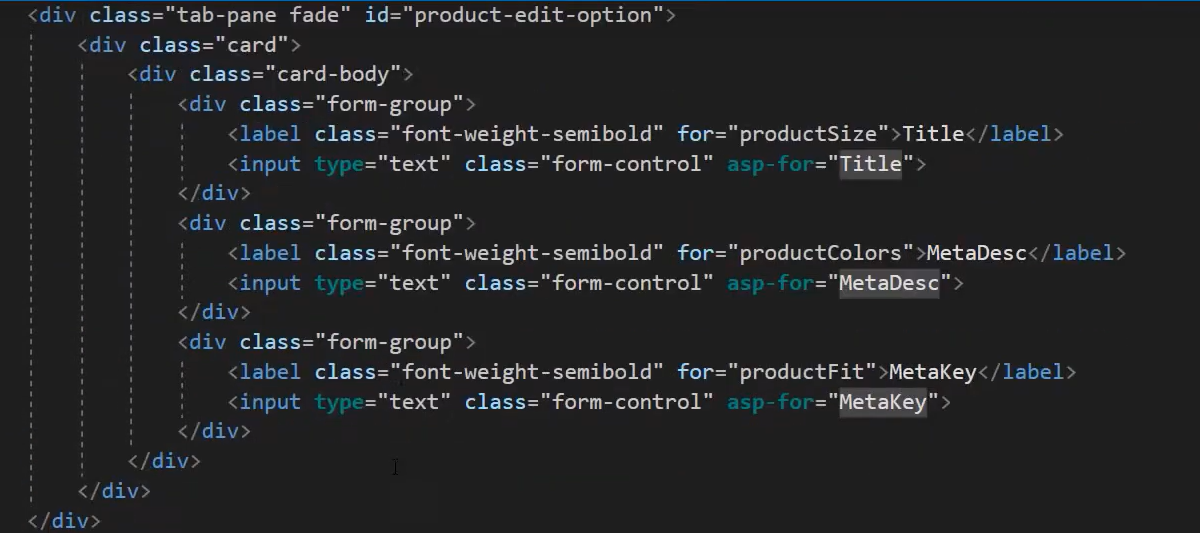 <div class="tab-pane fade" id="product-edit-option">
<div class="card">
<div class="card-body">
<div class="form-group">
<label class="font-weight-semibold" for="productSize">Title</label>
<input type="text" class="form-control" asp-for="Title">
</div>
<div class="form-group">
<label class="font-weight-semibold" for="productColors">MetaDesc</label>
<input type="text" class="form-control" asp-for="MetaDesc">
</div>
<div class="form-group">
<label class="font-weight-semibold" for="productFit">MetaKey</label>
<input type="text" class="form-control" asp-for="MetaKey">
</div>
</div>
</div>
</div>